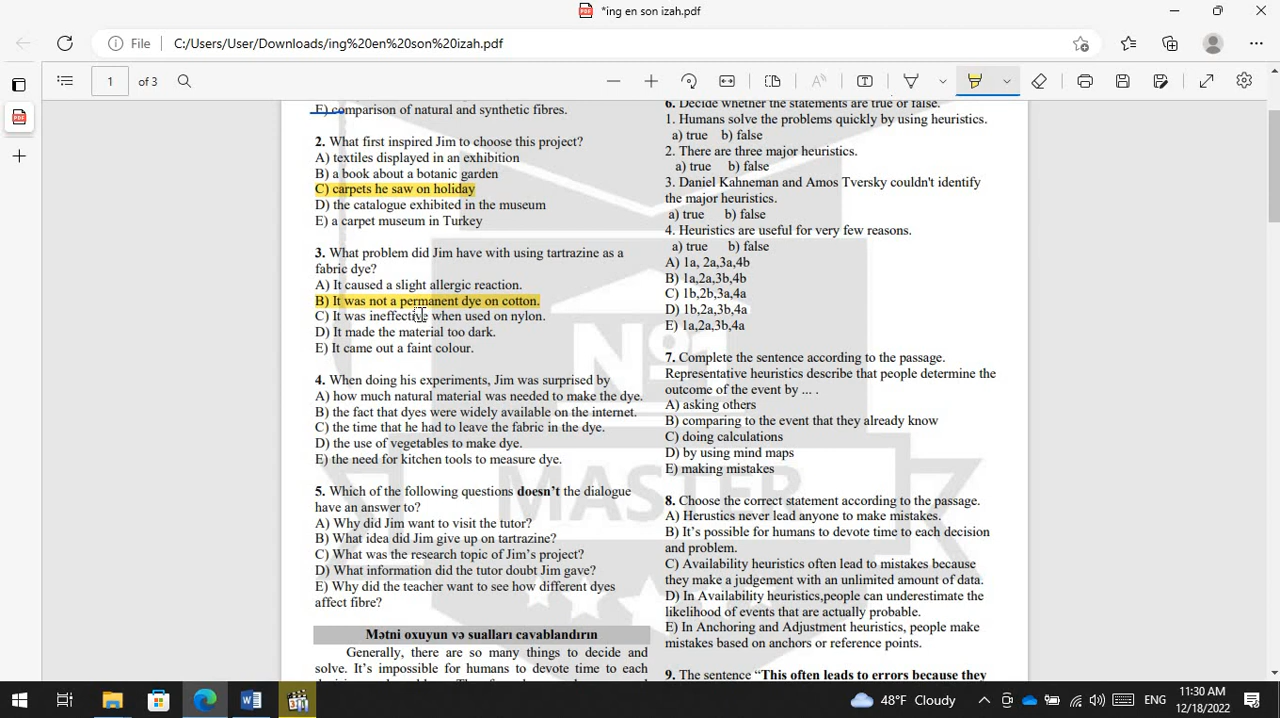 *ing en son izah.pdf
File C:/Users/User/Downloads/ing%20en%20son%20izah.pdf
1 of 3
E) comparison of natural and synthetic fibres.
2. What first inspired Jim to choose this project?
A) textiles displayed in an exhibition
B) a book about a botanic garden
C) carpets he saw on holiday
D) the catalogue exhibited in the museum
E) a carpet museum in Turkey
3. What problem did Jim have with using tartrazine as a
fabric dye?
A) It caused a slight allergic reaction.
B) It was not a permanent dye on cotton.
C) It was ineffective when used on nylon.
D) It made the material too dark.
E) It came out a faint colour.
4. When doing his experiments, Jim was surprised by
A) how much natural material was needed to make the dye.
B) the fact that dyes were widely available on the internet.
C) the time that he had to leave the fabric in the dye.
D) the use of vegetables to make dye.
E) the need for kitchen tools to measure dye.
5. Which of the following questions doesn't the dialogue
have an answer to?
A) Why did Jim want to visit the tutor?
B) What idea did Jim give up on tartrazine?
C) What was the research topic of Jim's project?
D) What information did the tutor doubt Jim gave?
E) Why did the teacher want to see how different dyes
affect fibre?
Mətni oxuyun və sualları cavablandırın
Generally, there are so many things to decide and
solve. It's impossible for humans to devote time to each
6. Decide whether the statements are true or false.
1. Humans solve the problems quickly by using heuristics.
a) true b) false
2. There are three major heuristics.
a) true b) false
3. Daniel Kahneman and Amos Tversky couldn't identify
the major heuristics.
a) true b) false
4. Heuristics are useful for very few reasons.
a) true b) false
A) 1a, 2a,3a,4b
B) 1a,2a,3b,4b
C) 1b,2b,3a,4a
D) 1b,2a,3b,4a
E) 1a,2a,3b,4a
7. Complete the sentence according to the passage.
Representative heuristics describe that people determine the
outcome of the event by ... .
A) asking others
B) comparing to the event that they already know
C) doing calculations
D) by using mind maps
E) making mistakes
8. Choose the correct statement according to the passage.
A) Herustics never lead anyone to make mistakes.
B) It's possible for humans to devote time to each decision
and problem.
C) Availability heuristics often lead to mistakes because
they make a judgement with an unlimited amount of data.
D) In Availability heuristics,people can underestimate the
likelihood of events that are actually probable.
E) In Anchoring and Adjustment heuristics, people make
mistakes based on anchors or reference points.
9. The sentence "This often leads to errors because they
№1
MASTER
48°F Cloudy
ENG
11:30 AM
12/18/2022